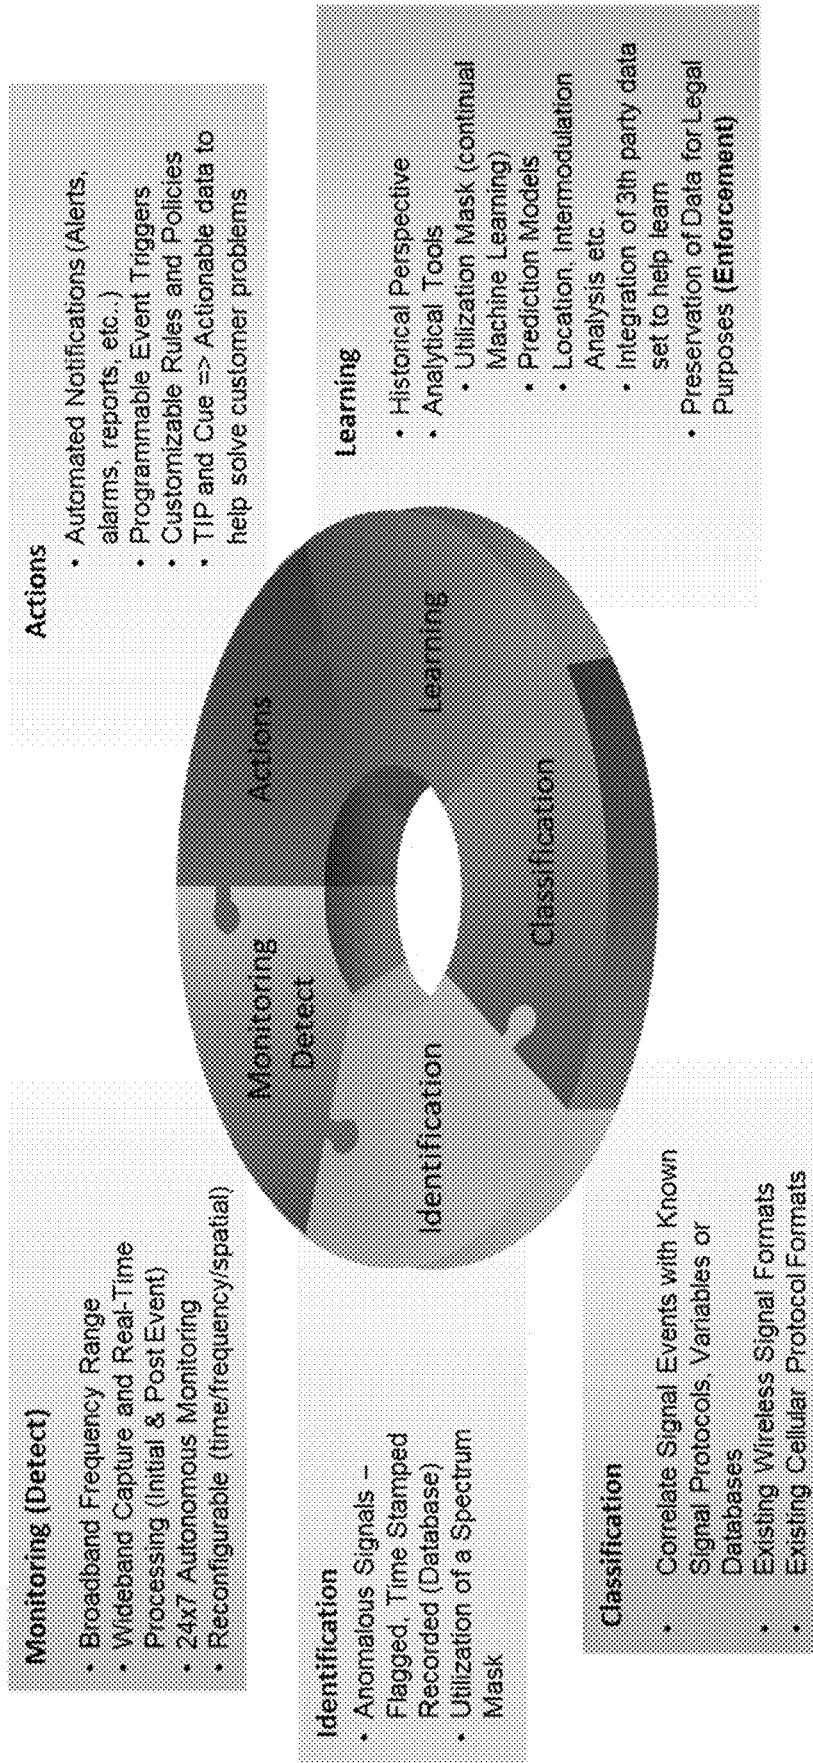 Monitoring (Detect)
• Broadband Frequency Range
• Wideband Capture and Real-Time
Processing (Initial & Post Event)
• 24x7 Autonomous Monitoring
• Reconfigurable (time/frequency/spatial)
Actions
• Automated Notifications (Alerts,
alarms, reports, etc..)
• Programmable Event Triggers
• Customizable Rules and Policies
• TIP and Cue => Actionable data to
help solve customer problems
Identification
• Anomalous Signals –
Flagged, Time Stamped
Recorded (Database)
• Utilization of a Spectrum
Mask
Monitoring
Detect
Actions
Identification
Learning
Classification
Learning
• Historical Perspective
• Analytical Tools
• Utilization Mask (continual
Machine Learning)
• Prediction Models
• Location, Intermodulation
Analysis etc.
• Integration of 3th party data
set to help learn
• Preservation of Data for Legal
Purposes (Enforcement)
Classification
• Correlate Signal Events with Known
Signal Protocols, Variables or
Databases
• Existing Wireless Signal Formats
• Existing Cellular Protocol Formats